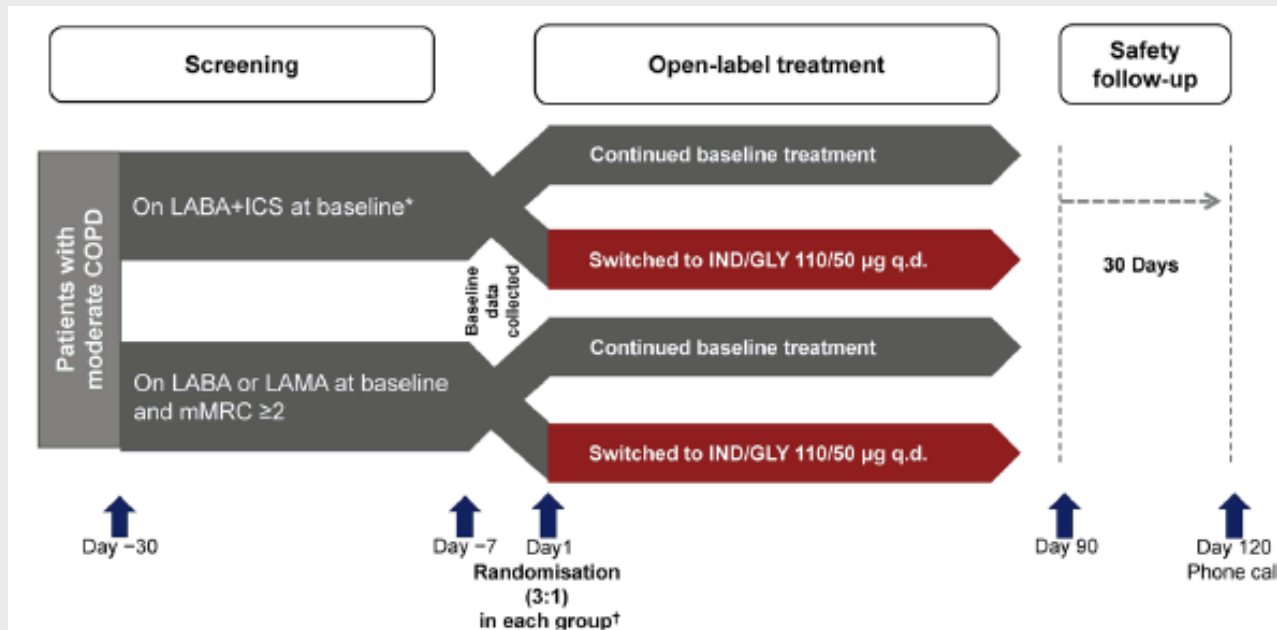 Screening
Open-label treatment
Safety
follow-up
Patients with
moderate COPD
On LABA+ICS at baseline*
On LABA or LAMA at baseline
and mMRC ≥2
Baseline
data
collected
Continued baseline treatment
Switched to IND/GLY 110/50 µg q.d.
Continued baseline treatment
Switched to IND/GLY 110/50 µg q.d.
30 Days
Day −30
Day −7
Day1
Randomisation
(3:1)
in each group†
Day 90
Day 120
Phone call